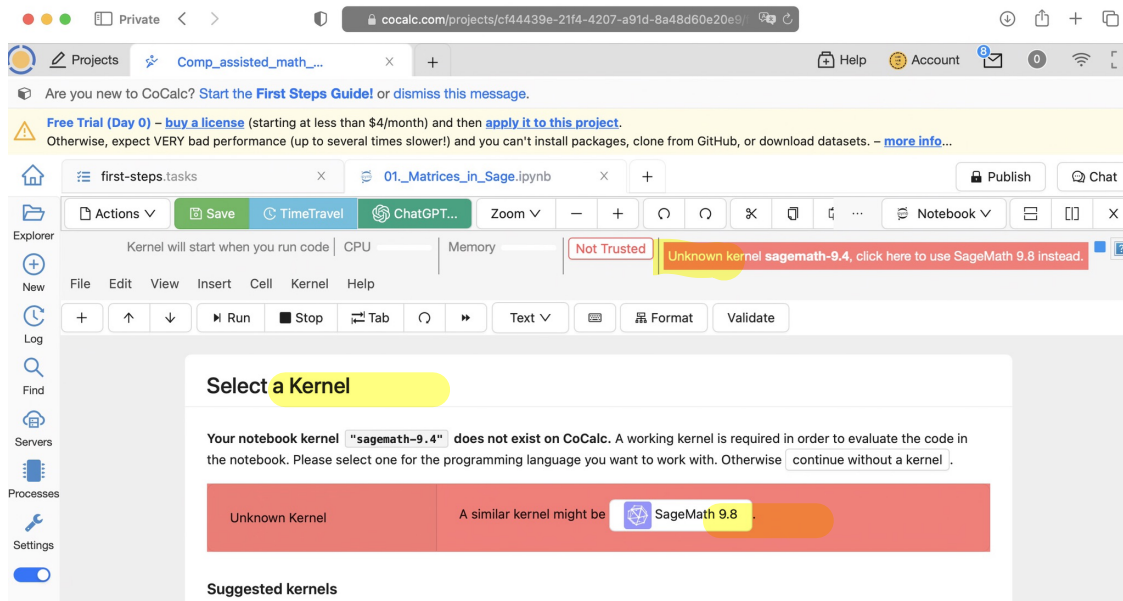 Private
cocalc.com/projects/cf44439e-21f4-4207-a91d-8a48d60e20e9/
Projects
Comp_assisted_math_...
Help
Account
8
0
Are you new to CoCalc? Start the First Steps Guide! or dismiss this message.
Free Trial (Day 0) – buy a license (starting at less than $4/month) and then apply it to this project.
Otherwise, expect VERY bad performance (up to several times slower!) and you can't install packages, clone from GitHub, or download datasets. – more info...
first-steps.tasks
01._Matrices_in_Sage.ipynb
Publish
Chat
Explorer
New
Log
Find
Servers
Processes
Settings
Actions
Save
TimeTravel
ChatGPT...
Zoom
Notebook
Kernel will start when you run code
CPU
Memory
Not Trusted
Unknown kernel sagemath-9.4, click here to use SageMath 9.8 instead.
File Edit View Insert Cell Kernel Help
Run
Stop
Tab
Text
Format
Validate
Select a Kernel
Your notebook kernel "sagemath-9.4" does not exist on CoCalc. A working kernel is required in order to evaluate the code in
the notebook. Please select one for the programming language you want to work with. Otherwise continue without a kernel .
Unknown Kernel
A similar kernel might be SageMath 9.8 .
Suggested kernels